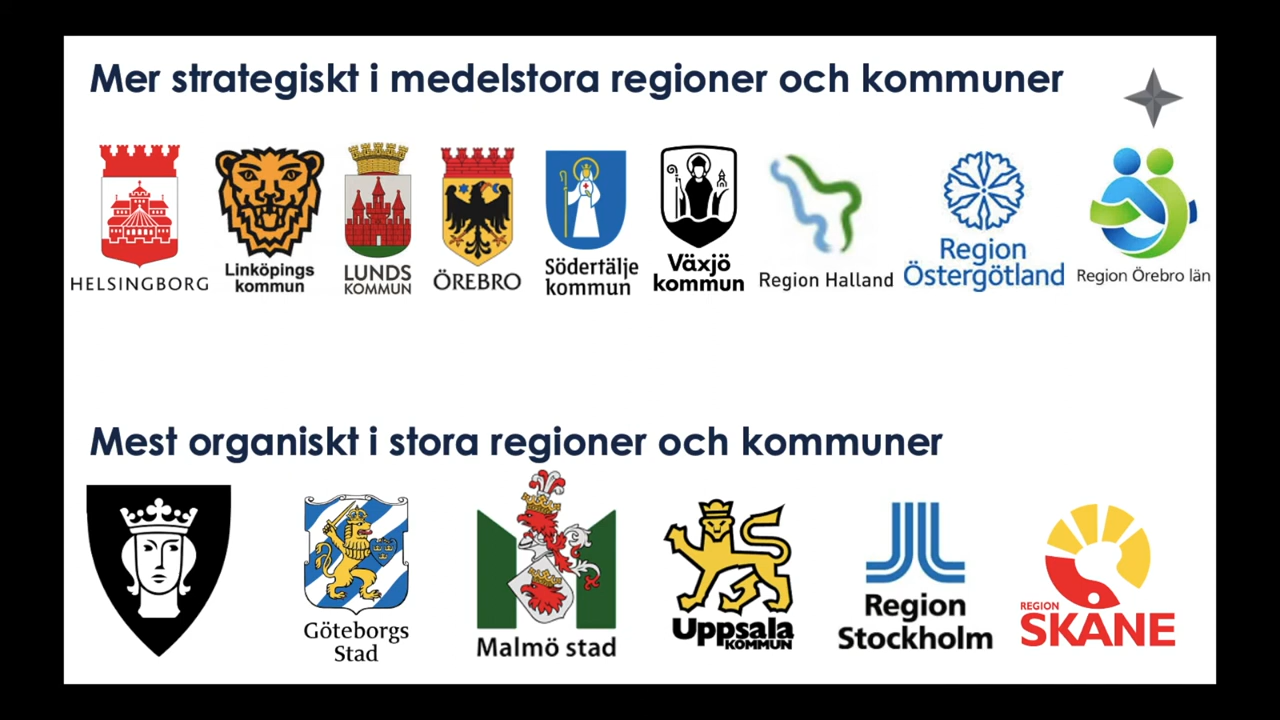 Mer strategiskt i medelstora regioner och kommuner
HELSINGBORG
Linköpings
kommun
LUNDS
KOMMUN
ÖREBRO
Södertälje
kommun
Växjö
kommun
Region Halland
Region
Östergötland
Region Örebro län
Mest organiskt i stora regioner och kommuner
Göteborgs
Stad
Malmö stad
Uppsala
KOMMUN
Region
Stockholm
REGION
SKÅNE